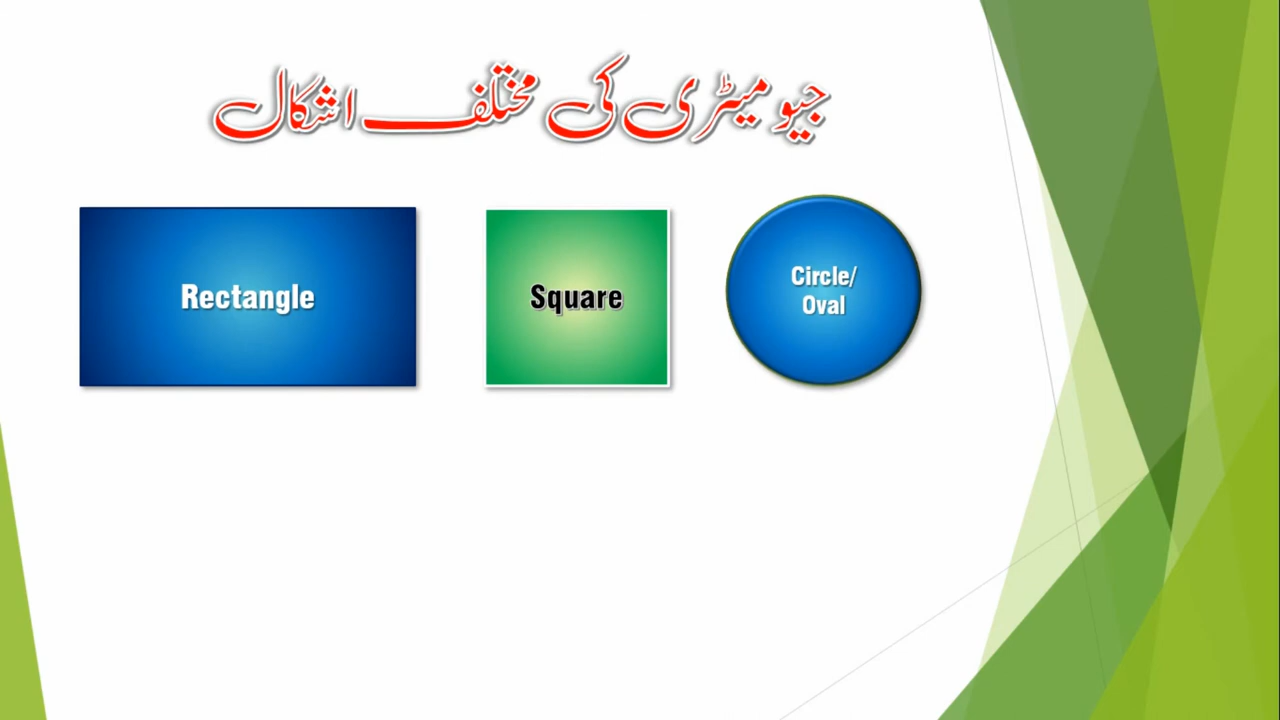 جیومیٹری کی مختلف اشکال
Rectangle
Square
Circle/
Oval